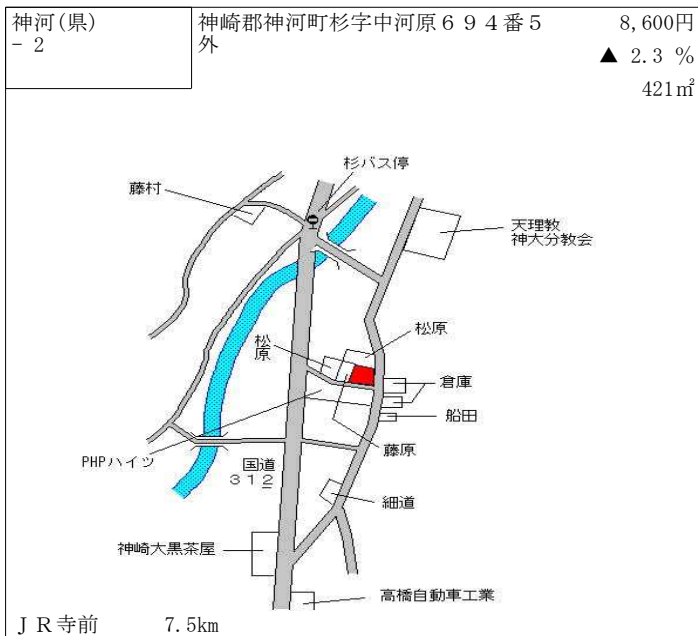 神河(県)
- 2
神崎郡神河町杉字中河原６９４番５
外
8,600円
▲ 2.3 %
421㎡
杉バス停
藤村
天理教
神大分教会
松原
松
原
倉庫
船田
藤原
PHPハイツ
国道
３１２
細道
神崎大黒茶屋
高橋自動車工業
ＪＲ寺前 7.5km